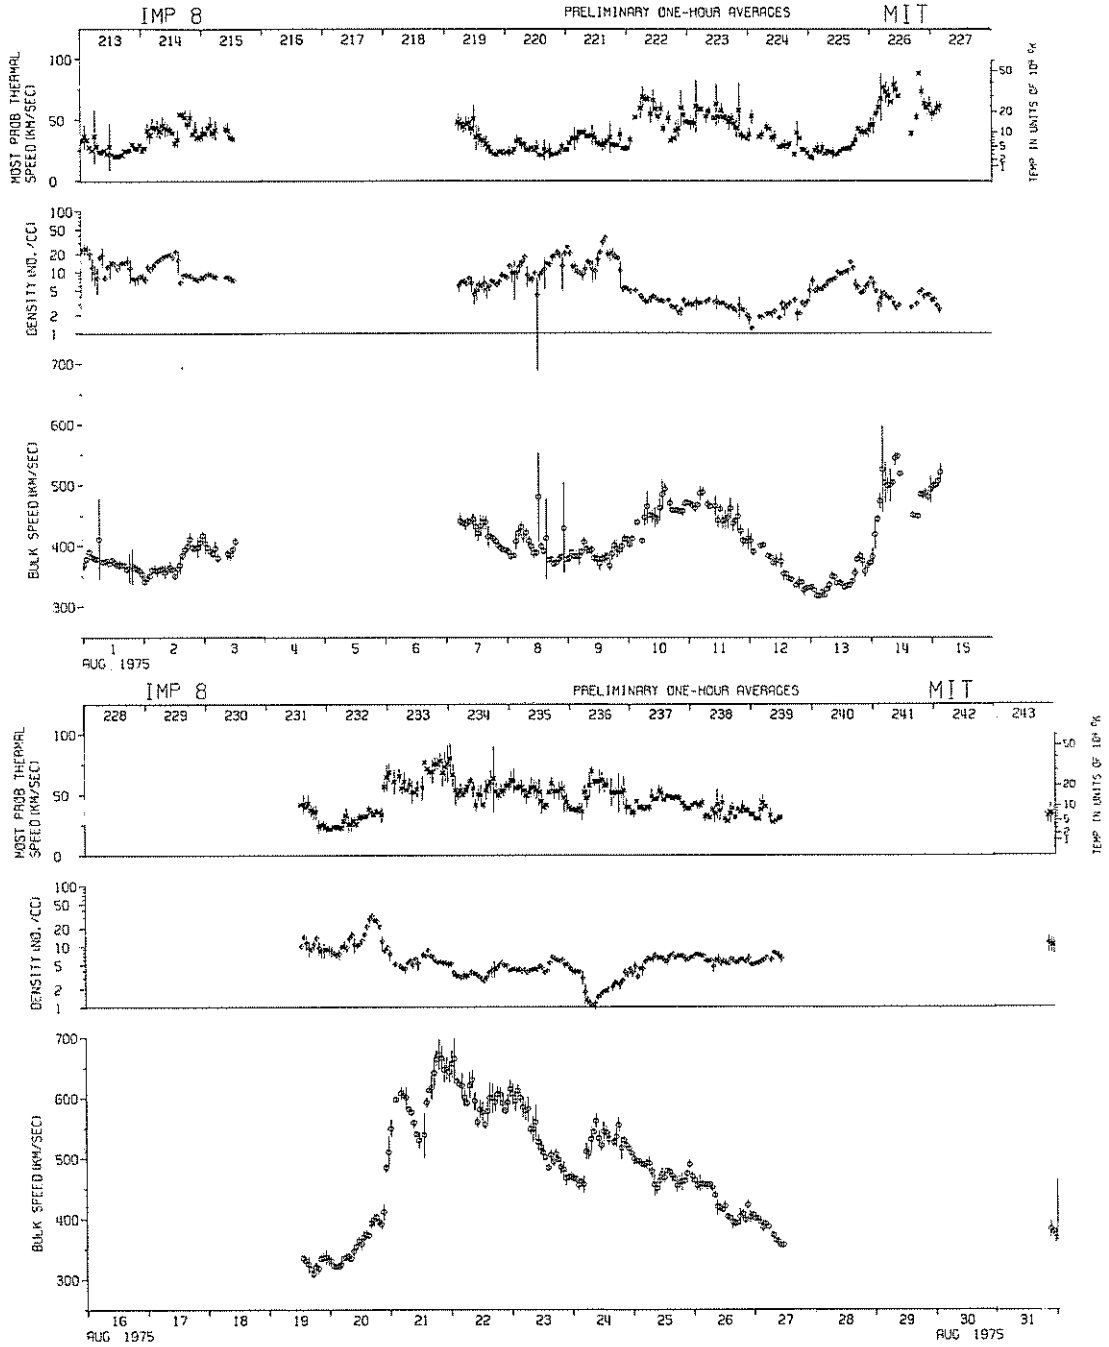 IMP 8 PRELIMINARY ONE-HOUR AVERAGES MIT
213 214 215 216 217 218 219 220 221 222 223 224 225 226 227
MOST PROB THERMAL
SPEED (KM/SEC)
100
50
0
50
20
10
5
2
1
TEMP IN UNITS OF 10⁴ °K
DENSITY (NO. /CC)
100
50
20
10
5
2
1
BULK SPEED (KM/SEC)
700
600
500
400
300
1 2 3 4 5 6 7 8 9 10 11 12 13 14 15
AUG 1975
IMP 8 PRELIMINARY ONE-HOUR AVERAGES MIT
228 229 230 231 232 233 234 235 236 237 238 239 240 241 242 243
MOST PROB THERMAL
SPEED (KM/SEC)
100
50
0
50
20
10
5
2
1
TEMP IN UNITS OF 10⁴ °K
DENSITY (NO. /CC)
100
50
20
10
5
2
1
BULK SPEED (KM/SEC)
700
600
500
400
300
16 17 18 19 20 21 22 23 24 25 26 27 28 29 30 31
AUG 1975 AUG 1975